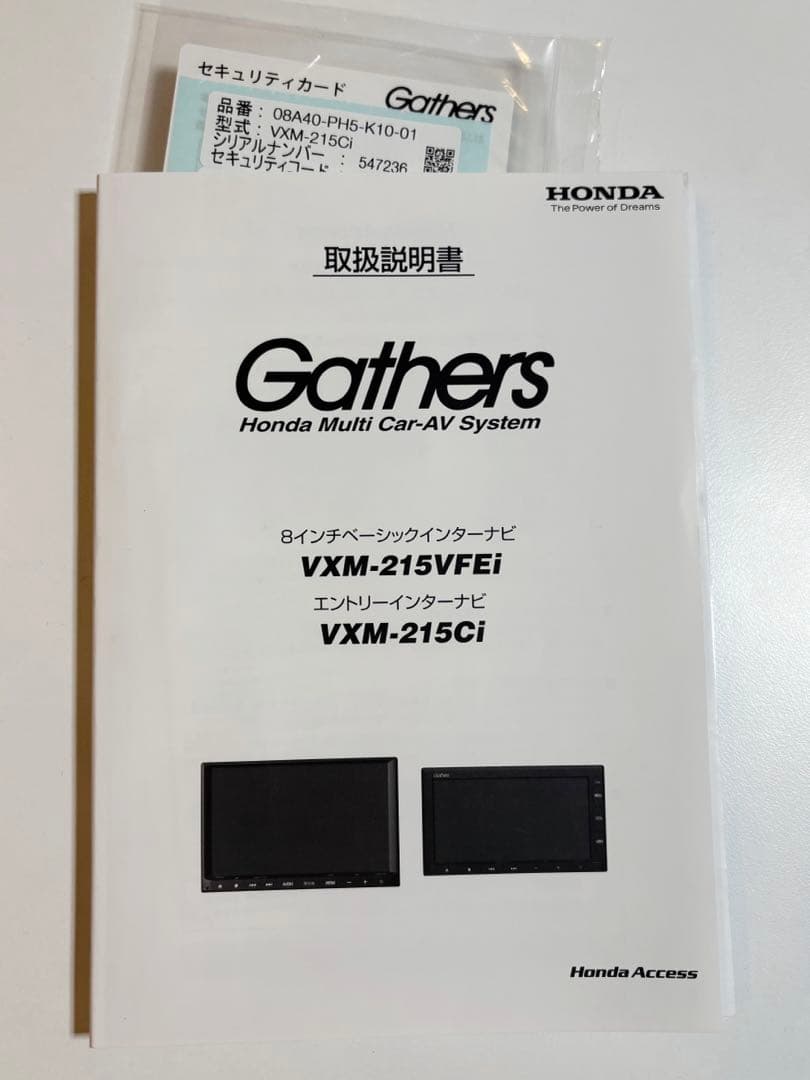 セキュリティカード
Gathers
品番 : 08A40-PH5-K10-01
型式 : VXM-215Ci
シリアルナンバー : 547236
セキュリティコード :
HONDA
The Power of Dreams
取扱説明書
Gathers
Honda Multi Car-AV System
8インチベーシックインターナビ
VXM-215VFEi
エントリーインターナビ
VXM-215Ci
Gathers
Honda Access